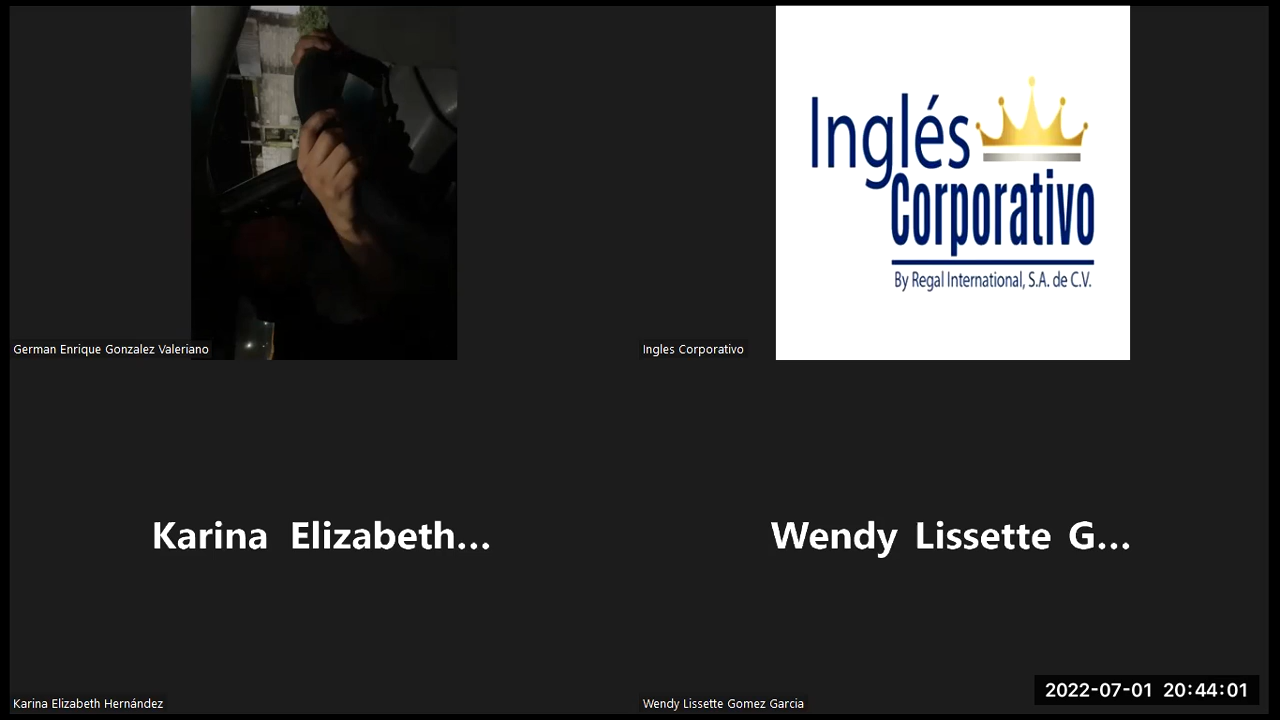 Inglés
Corporativo
By Regal International, S.A. de C.V.
German Enrique Gonzalez Valeriano
Ingles Corporativo
Karina Elizabeth...
Wendy Lissette G...
Karina Elizabeth Hernández
Wendy Lissette Gomez Garcia
2022-07-01 20:44:01